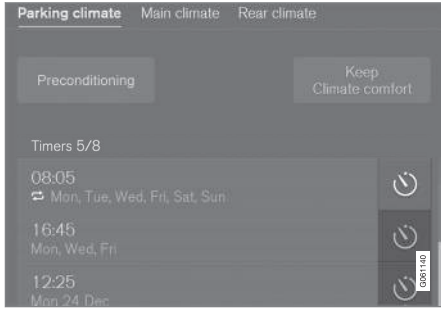 Parking climate Main climate Rear climate
Preconditioning
Keep
Climate comfort
Timers 5/8
08:05
Mon, Tue, Wed, Fri, Sat, Sun
16:45
Mon, Wed, Fri
12:25
Mon 24 Dec
G061140